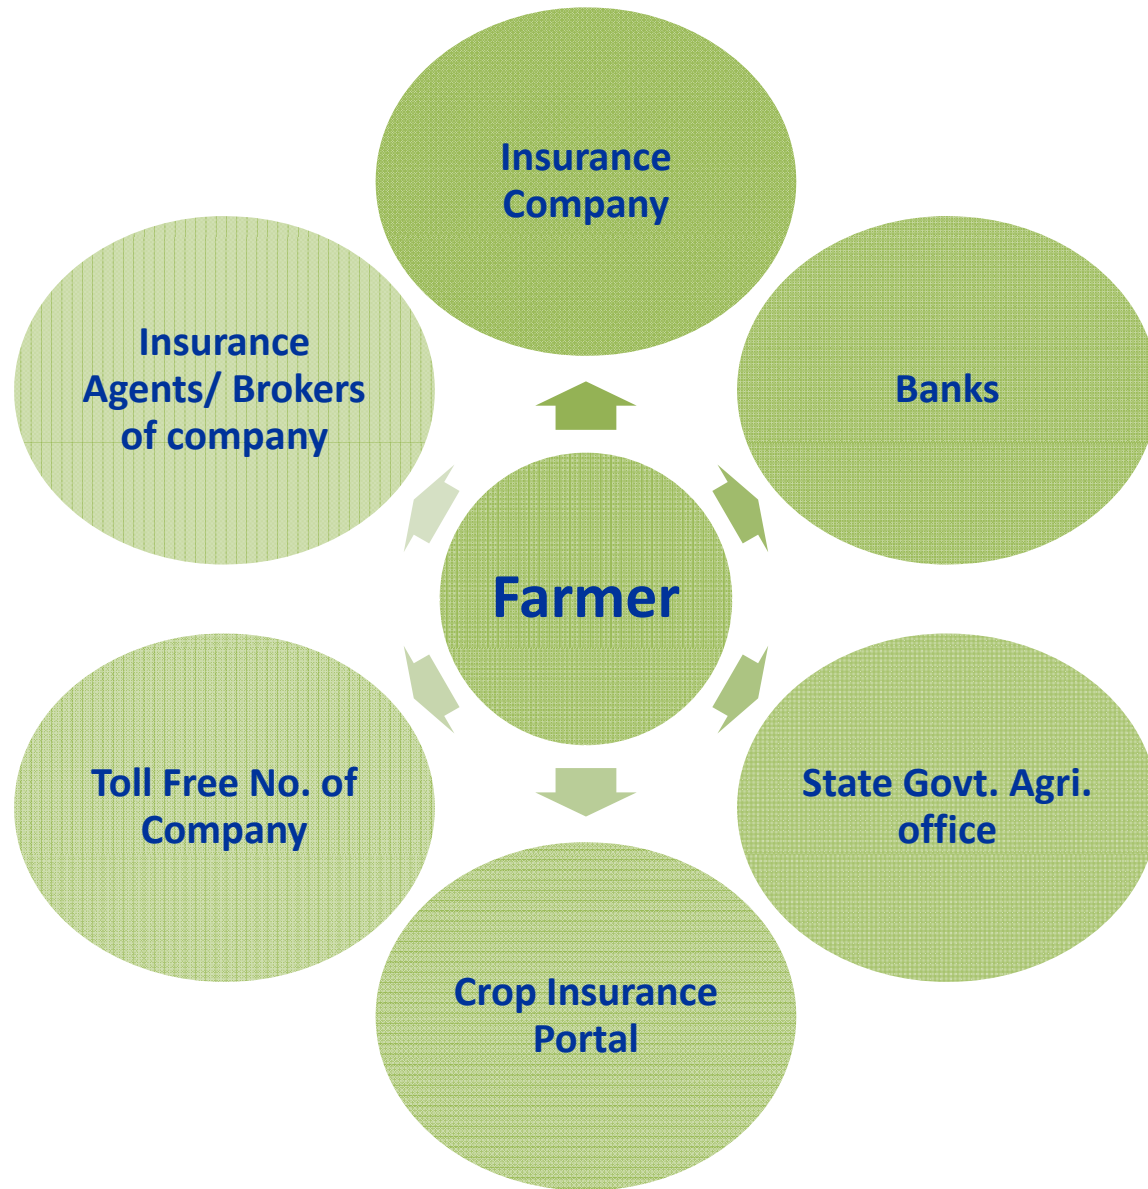 Insurance
Company
Insurance
Agents/ Brokers
of company
Banks
Farmer
Toll Free No. of
Company
State Govt. Agri.
office
Crop Insurance
Portal